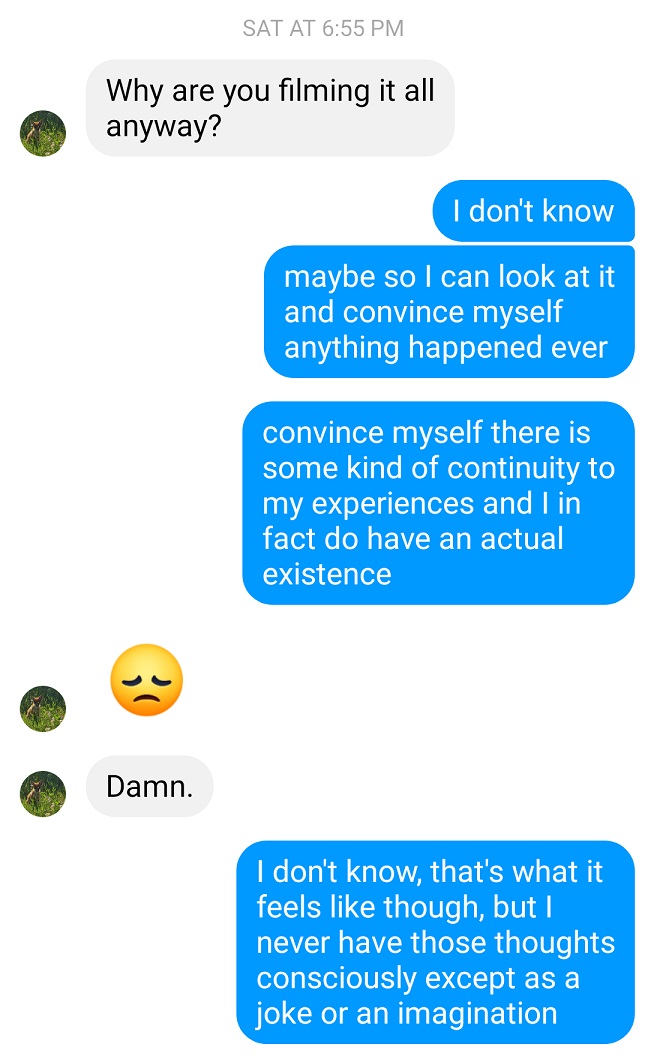 SAT AT 6:55 PM
Why are you filming it all
anyway?
I don't know
maybe so I can look at it
and convince myself
anything happened ever
convince myself there is
some kind of continuity to
my experiences and I in
fact do have an actual
existence
Damn.
I don't know, that's what it
feels like though, but I
never have those thoughts
consciously except as a
joke or an imagination